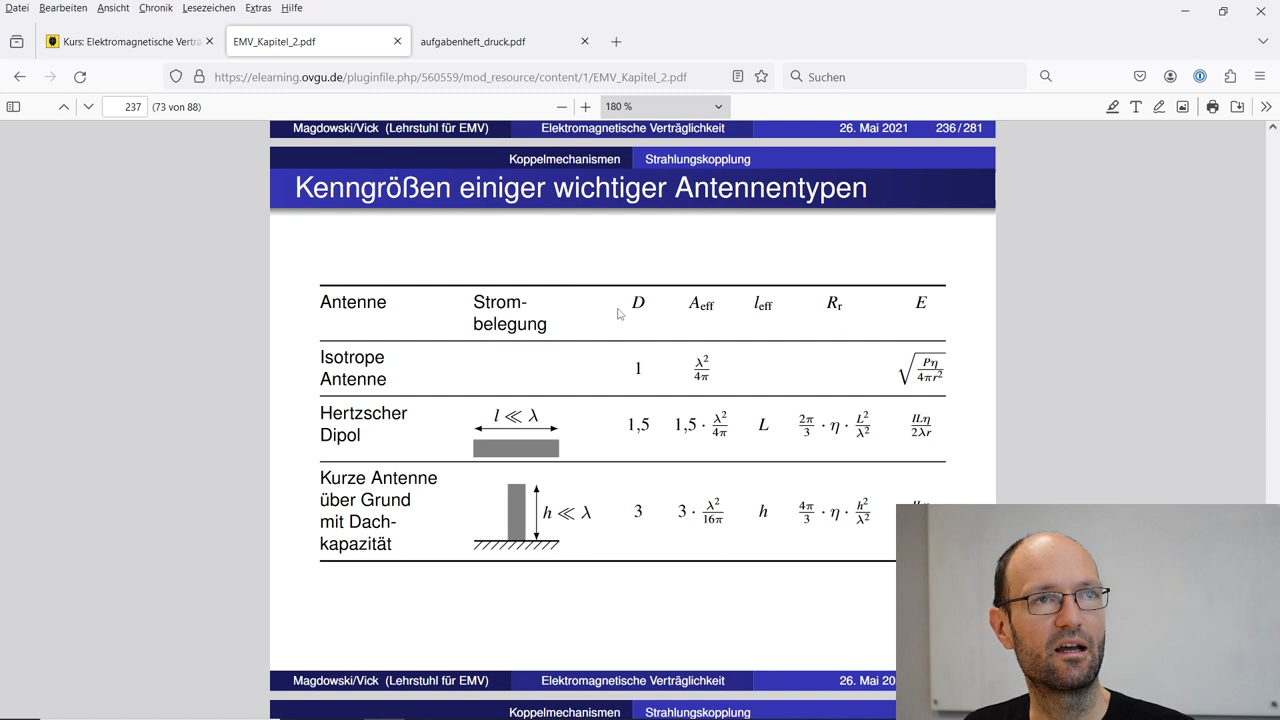 Datei Bearbeiten Ansicht Chronik Lesezeichen Extras Hilfe
Kurs: Elektromagnetische Verträ
EMV_Kapitel_2.pdf
aufgabenheft_druck.pdf
https://elearning.ovgu.de/pluginfile.php/560559/mod_resource/content/1/EMV_Kapitel_2.pdf
Suchen
237 (73 von 88)
180 %
Magdowski/Vick (Lehrstuhl für EMV) Elektromagnetische Verträglichkeit 26. Mai 2021 236/281
Koppelmechanismen Strahlungskopplung
Kenngrößen einiger wichtiger Antennentypen
Antenne Strom- D A_eff l_eff R_r E
belegung
Isotrope
Antenne 1 λ²/4π √(Pη/4πr²)
Hertzscher l ≪ λ
Dipol 1,5 1,5 · λ²/4π L 2π/3 · η · L²/λ² ILη/2λr
Kurze Antenne
über Grund
mit Dach- h ≪ λ 3 3 · λ²/16π h 4π/3 · η · h²/λ²
kapazität
Magdowski/Vick (Lehrstuhl für EMV) Elektromagnetische Verträglichkeit 26. Mai 20
Koppelmechanismen Strahlungskopplung